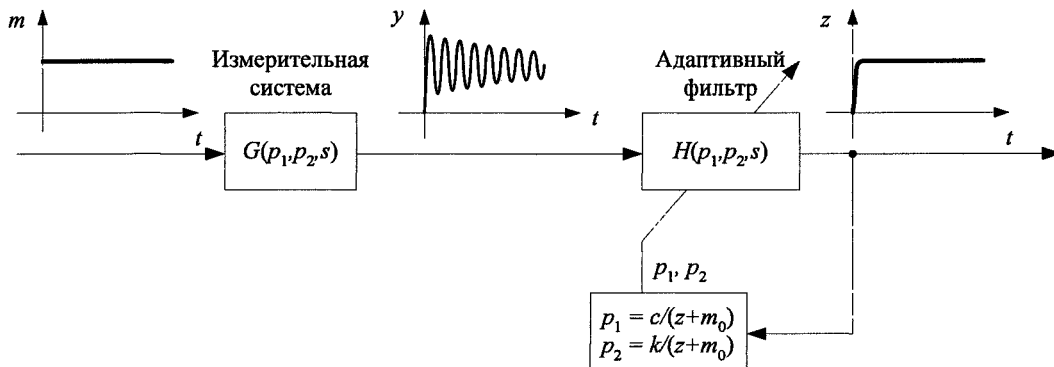 m
y
z
Измерительная
система
Адаптивный
фильтр
t
t
t
G(p₁,p₂,s)
H(p₁,p₂,s)
p₁, p₂
p₁ = c/(z+m₀)
p₂ = k/(z+m₀)